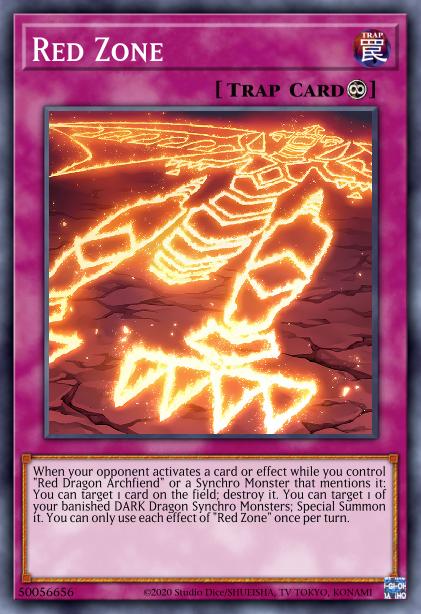 RED ZONE
TRAP
罠
[TRAP CARD]
When your opponent activates a card or effect while you control
"Red Dragon Archfiend" or a Synchro Monster that mentions it:
You can target 1 card on the field; destroy it. You can target 1 of
your banished DARK Dragon Synchro Monsters; Special Summon
it. You can only use each effect of "Red Zone" once per turn.
50056656
©2020 Studio Dice/SHUEISHA, TV TOKYO, KONAMI